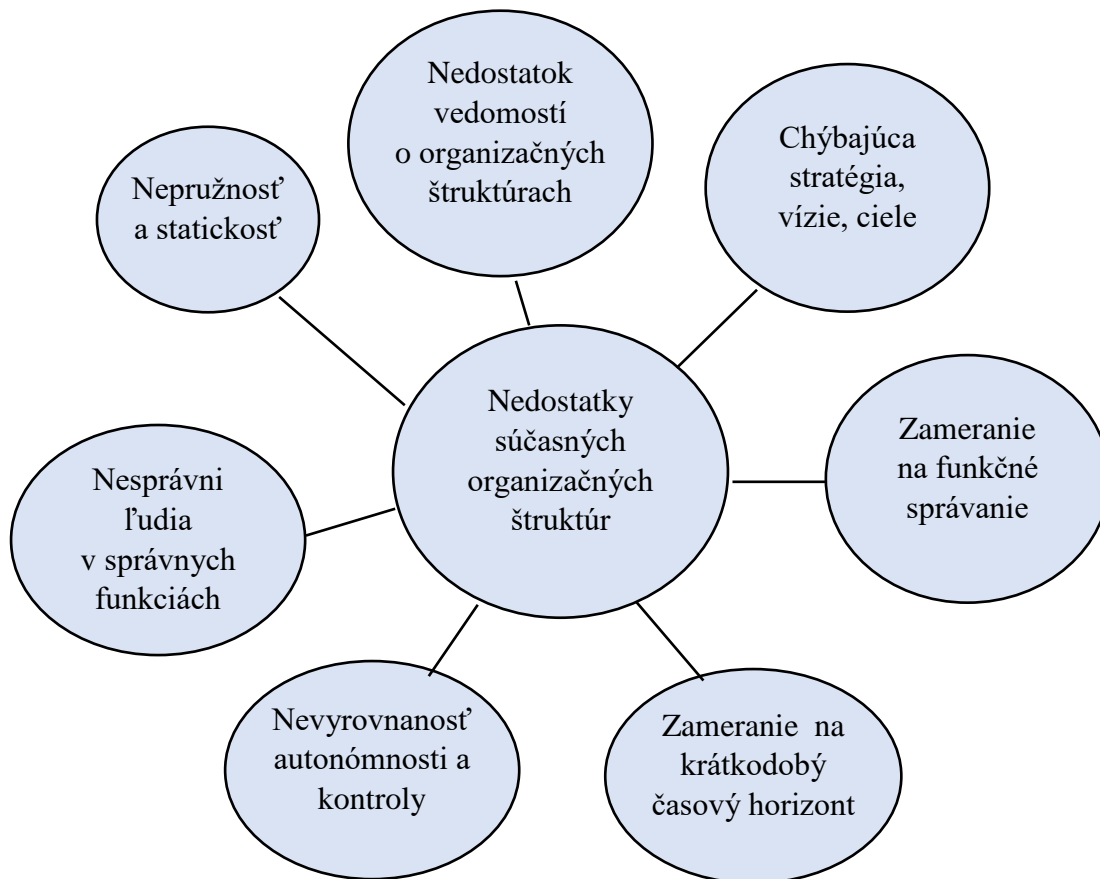 Nedostatok
vedomostí
o organizačných
štruktúrach
Chýbajúca
stratégia,
vízie, ciele
Nepružnosť
a statickosť
Nedostatky
súčasných
organizačných
štruktúr
Zameranie
na funkčné
správanie
Nesprávni
ľudia
v správnych
funkciách
Nevyrovnanosť
autonómnosti a
kontroly
Zameranie na
krátkodobý
časový horizont